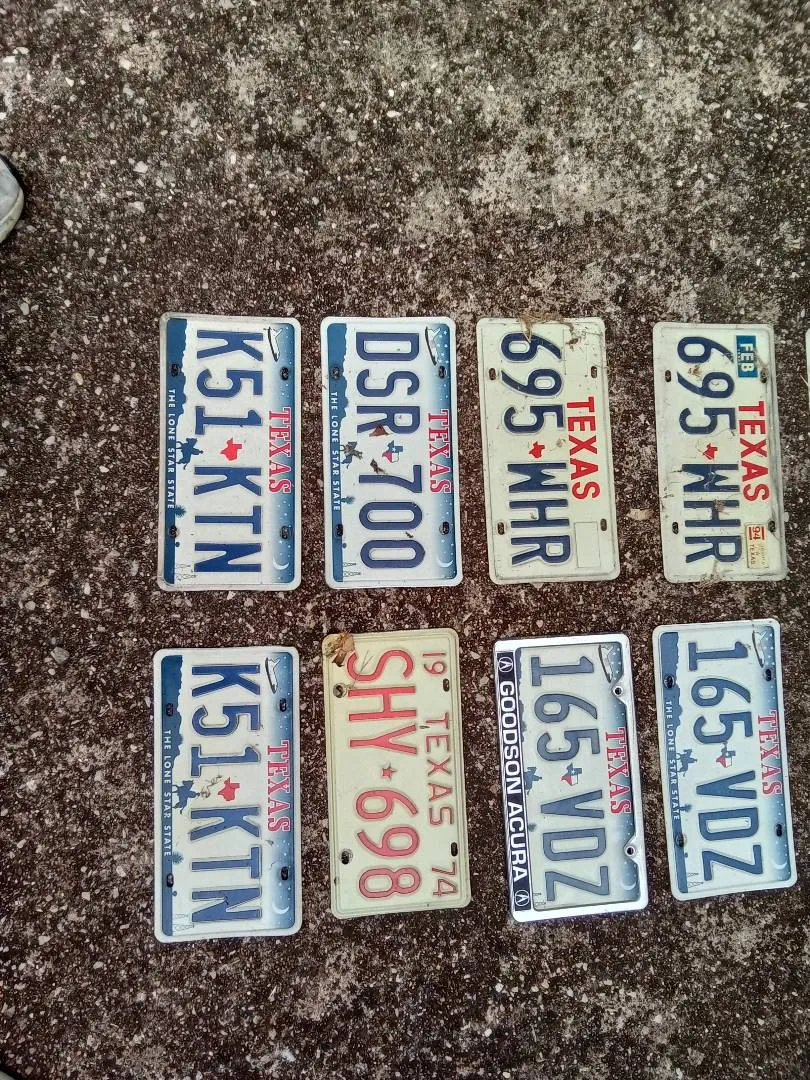 FEB
TEXAS
94
TEXAS
695 WHR
TEXAS
165 VDZ
THE LONE STAR STATE
TEXAS
695 WHR
TEXAS
165 VDZ
GOODSON ACURA
TEXAS
DSR 700
THE LONE STAR STATE
19 TEXAS 74
SHY 698
TEXAS
K51 KTN
THE LONE STAR STATE
TEXAS
K51 KTN
THE LONE STAR STATE